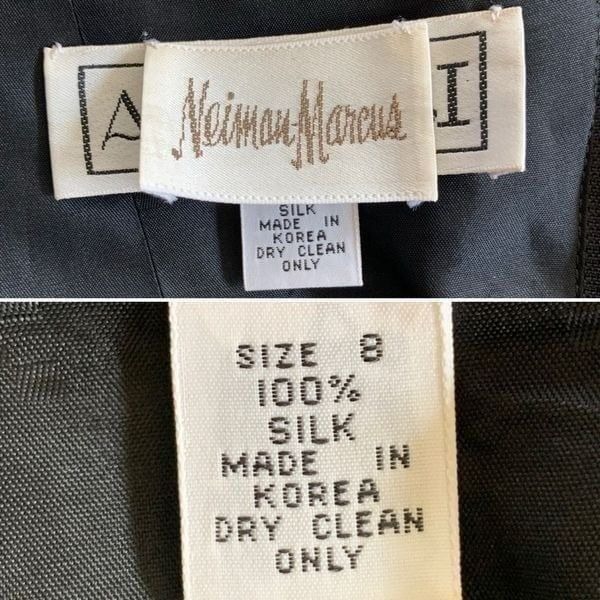 A
Neiman Marcus
I
SILK
MADE IN
KOREA
DRY CLEAN
ONLY
SIZE 8
100%
SILK
MADE IN
KOREA
DRY CLEAN
ONLY